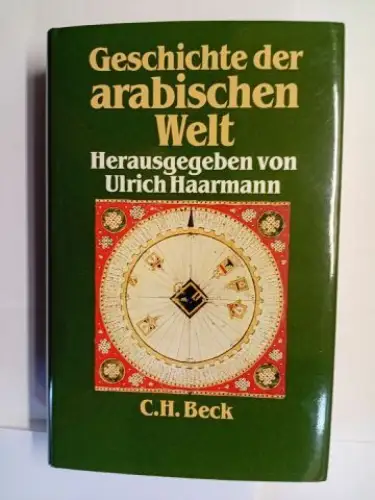 Geschichte der
arabischen
Welt
Herausgegeben von
Ulrich Haarmann
C.H. Beck